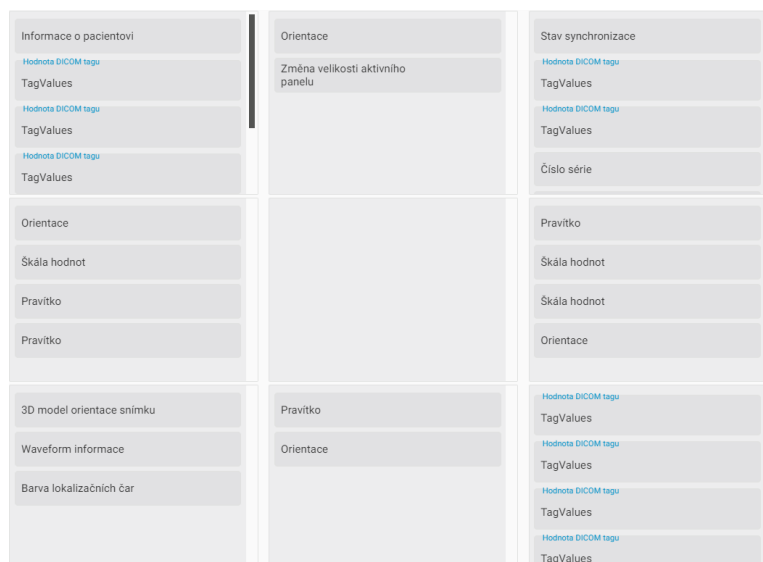 Informace o pacientovi
Hodnota DICOM tagu
TagValues
Hodnota DICOM tagu
TagValues
Hodnota DICOM tagu
TagValues
Orientace
Změna velikosti aktivního
panelu
Stav synchronizace
Hodnota DICOM tagu
TagValues
Hodnota DICOM tagu
TagValues
Číslo série
Orientace
Škála hodnot
Pravítko
Pravítko
Pravítko
Škála hodnot
Škála hodnot
Orientace
3D model orientace snímku
Waveform informace
Barva lokalizačních čar
Pravítko
Orientace
Hodnota DICOM tagu
TagValues
Hodnota DICOM tagu
TagValues
Hodnota DICOM tagu
TagValues
Hodnota DICOM tagu
TagValues